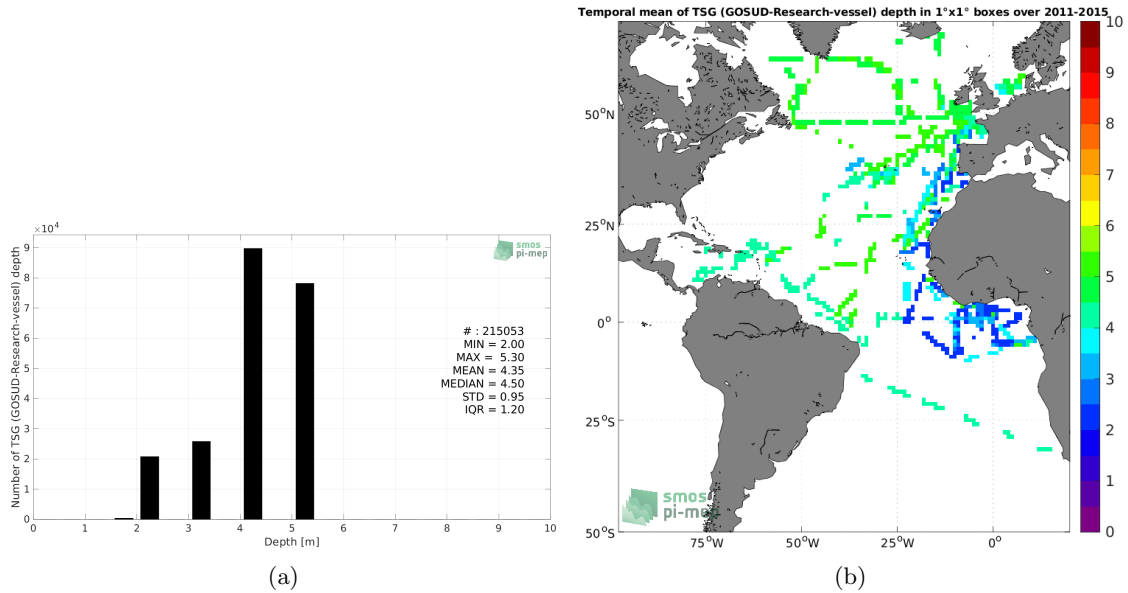 Temporal mean of TSG (GOSUD-Research-vessel) depth in 1°x1° boxes over 2011-2015
×10⁴
Number of TSG (GOSUD-Research-vessel) depth
9
8
7
6
5
4
3
2
1
0
smos
pi-mep
# : 215053
MIN = 2.00
MAX = 5.30
MEAN = 4.35
MEDIAN = 4.50
STD = 0.95
IQR = 1.20
0 1 2 3 4 5 6 7 8 9 10
Depth [m]
(a)
50°N
25°N
0°
25°S
50°S
75°W 50°W 25°W 0°
smos
pi-mep
10
9
8
7
6
5
4
3
2
1
0
(b)